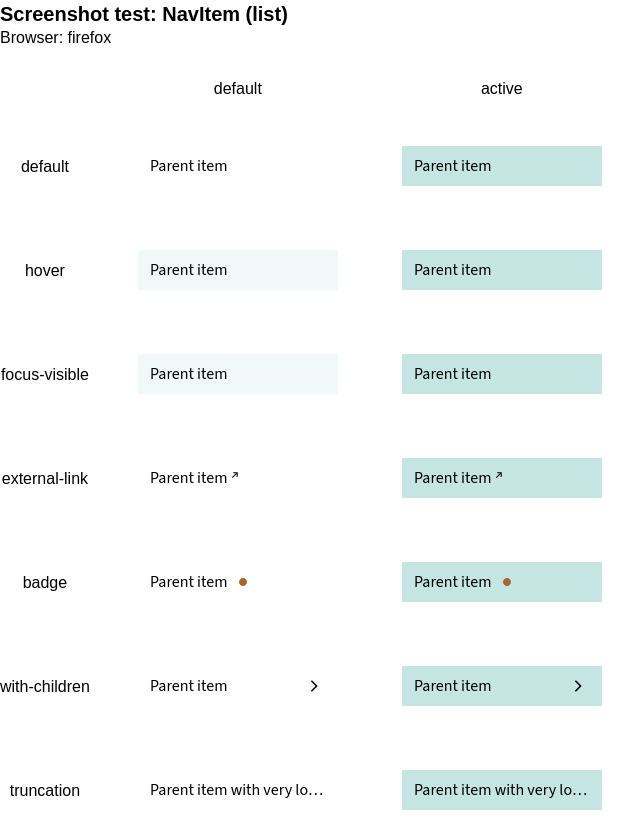 Screenshot test: NavItem (list)
Browser: firefox
default active
default Parent item Parent item
hover Parent item Parent item
focus-visible Parent item Parent item
external-link Parent item ↗ Parent item ↗
badge Parent item Parent item
with-children Parent item Parent item
truncation Parent item with very lo… Parent item with very lo…